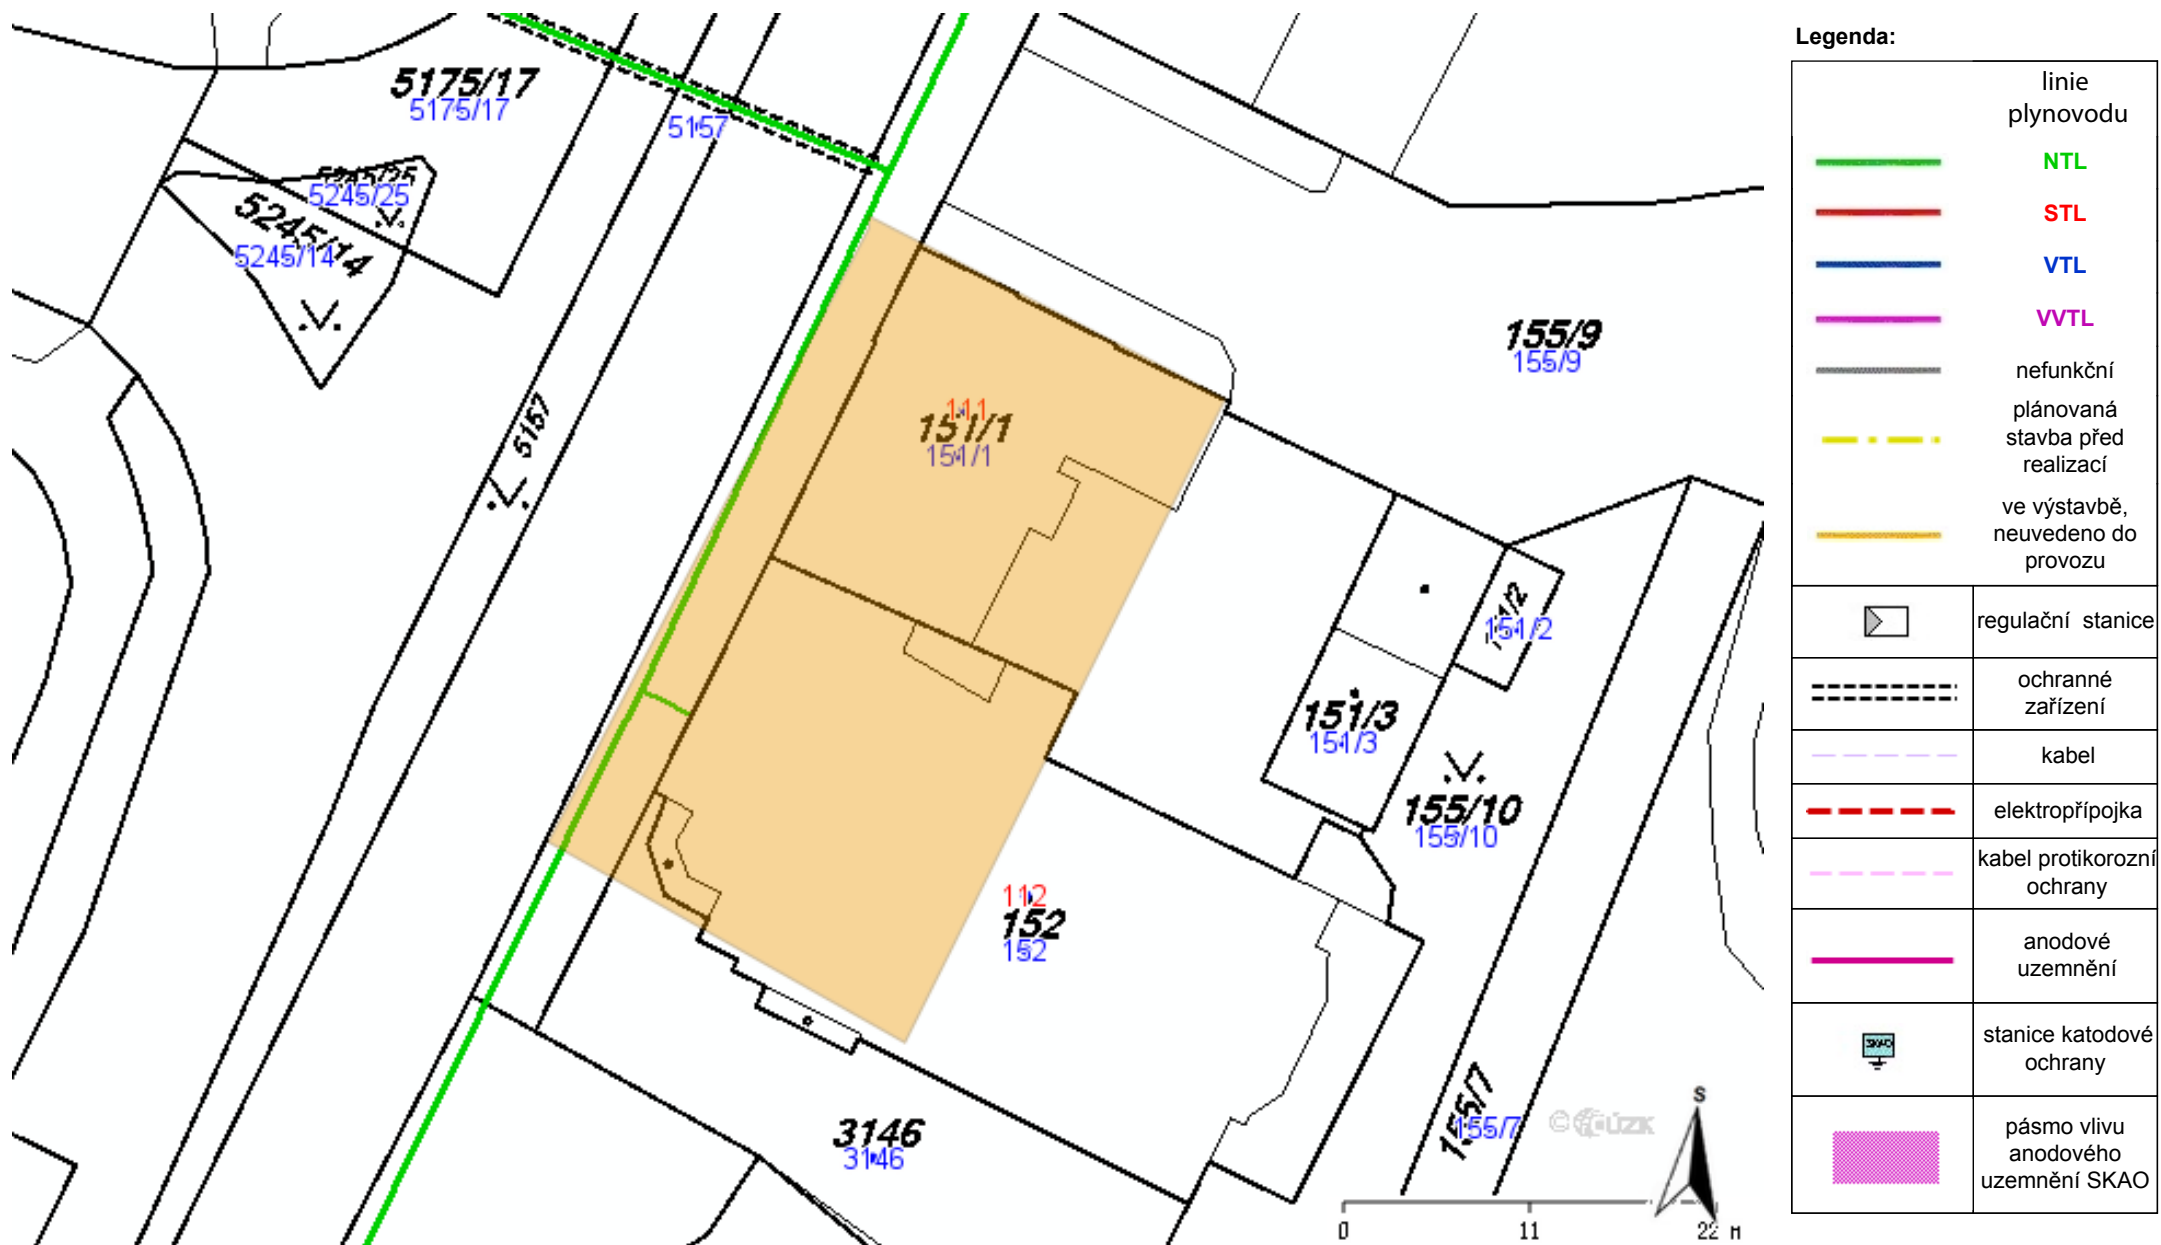 5175/17
5175/17
5157
5245/25
5245/25
5245/14
5245/14
5157
155/9
155/9
111
151/1
151/1
151/2
151/2
151/3
151/3
155/10
155/10
112
152
152
155/7
155/7
3146
3146
S
0 11 22 M
Legenda:
linie
plynovodu
NTL
STL
VTL
VVTL
nefunkční
plánovaná
stavba před
realizací
ve výstavbě,
neuvedeno do
provozu
regulační stanice
ochranné
zařízení
kabel
elektropřípojka
kabel protikorozní
ochrany
anodové
uzemnění
SKAO
stanice katodové
ochrany
pásmo vlivu
anodového
uzemnění SKAO